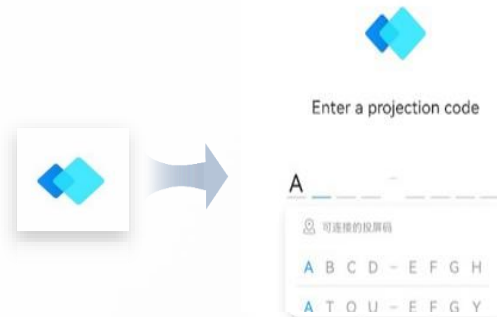 Enter a projection code
A
可连接的投屏码
A B C D - E F G H
A T O U - E F G Y